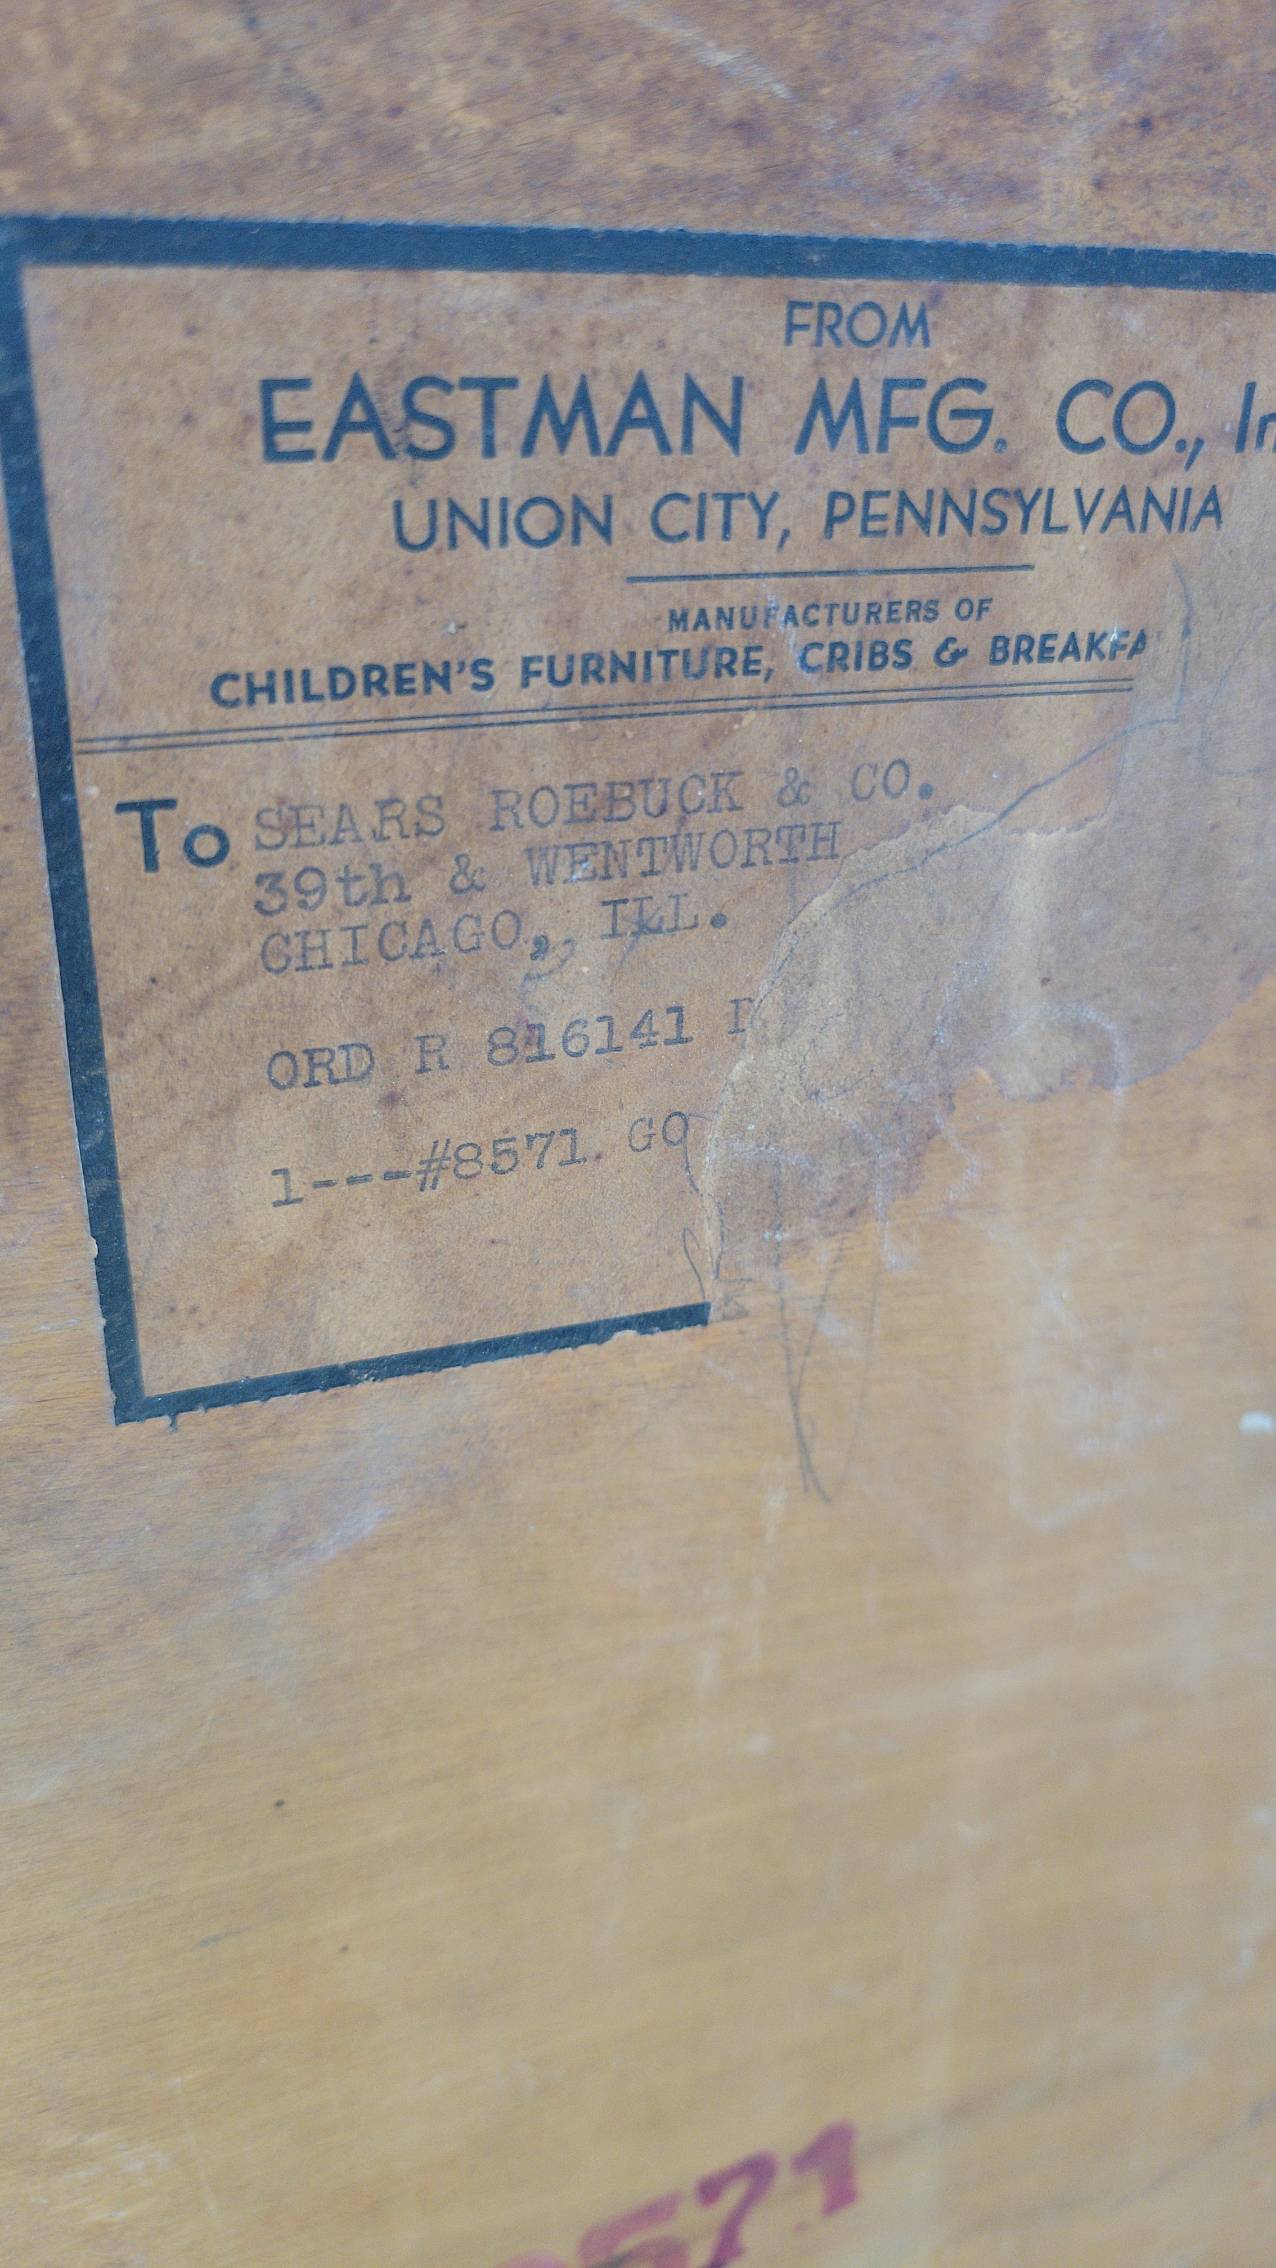 FROM
EASTMAN MFG. CO., In
UNION CITY, PENNSYLVANIA
MANUFACTURERS OF
CHILDREN'S FURNITURE, CRIBS & BREAKFA
To SEARS ROEBUCK & CO.
39th & WENTWORTH
CHICAGO, ILL.
ORD R 816141
1---#8571 GO
8571